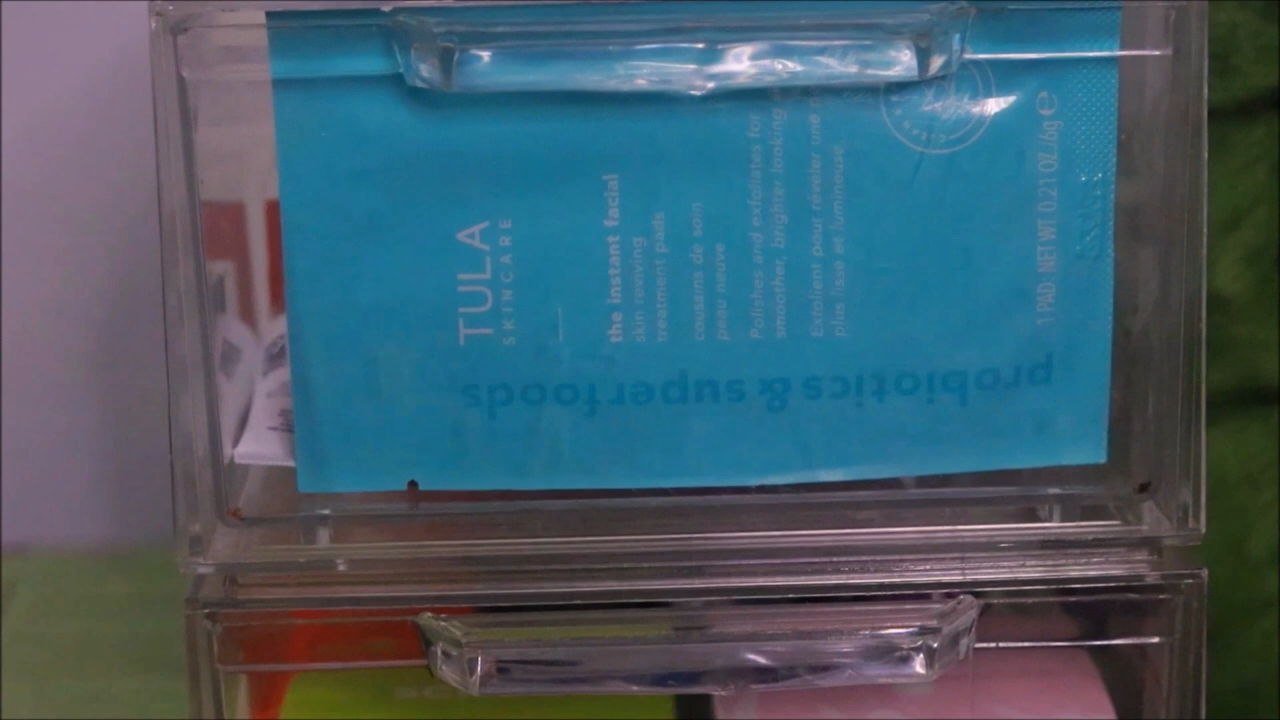 TULA
SKINCARE
the instant facial
skin reviving
treatment pads
coussins de soin
peau neuve
Polishes and exfoliates for
smoother, brighter looking
Exfolient pour révéler une
plus lisse et lumineuse
1 PAD NET WT 0.21 OZ/6g e
probiotics & superfoods